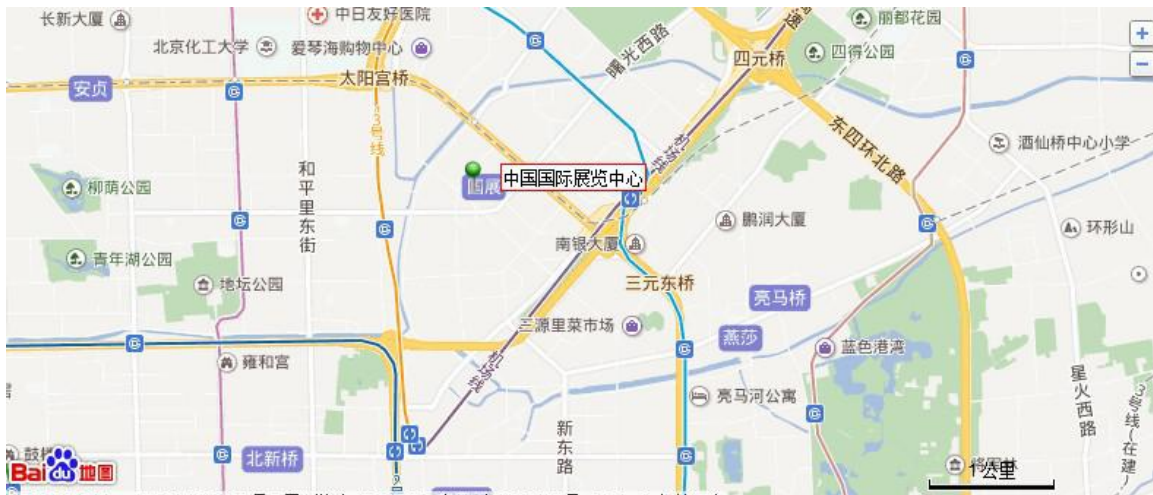 长新大厦
中日友好医院
丽都花园
北京化工大学
爱琴海购物中心
曙光西路
四元桥
四得公园
速
安贞
太阳宫桥
东四环北路
酒仙桥中心小学
机场线
和平里东街
柳荫公园
国展
中国国际展览中心
鹏润大厦
环形山
青年湖公园
地坛公园
南银大厦
三元东桥
亮马桥
三源里菜市场
燕莎
蓝色港湾
雍和宫
机场线
亮马河公寓
星火西路
3号线(在建)
新东路
北新桥
鼓楼
Bai du 地图
1公里